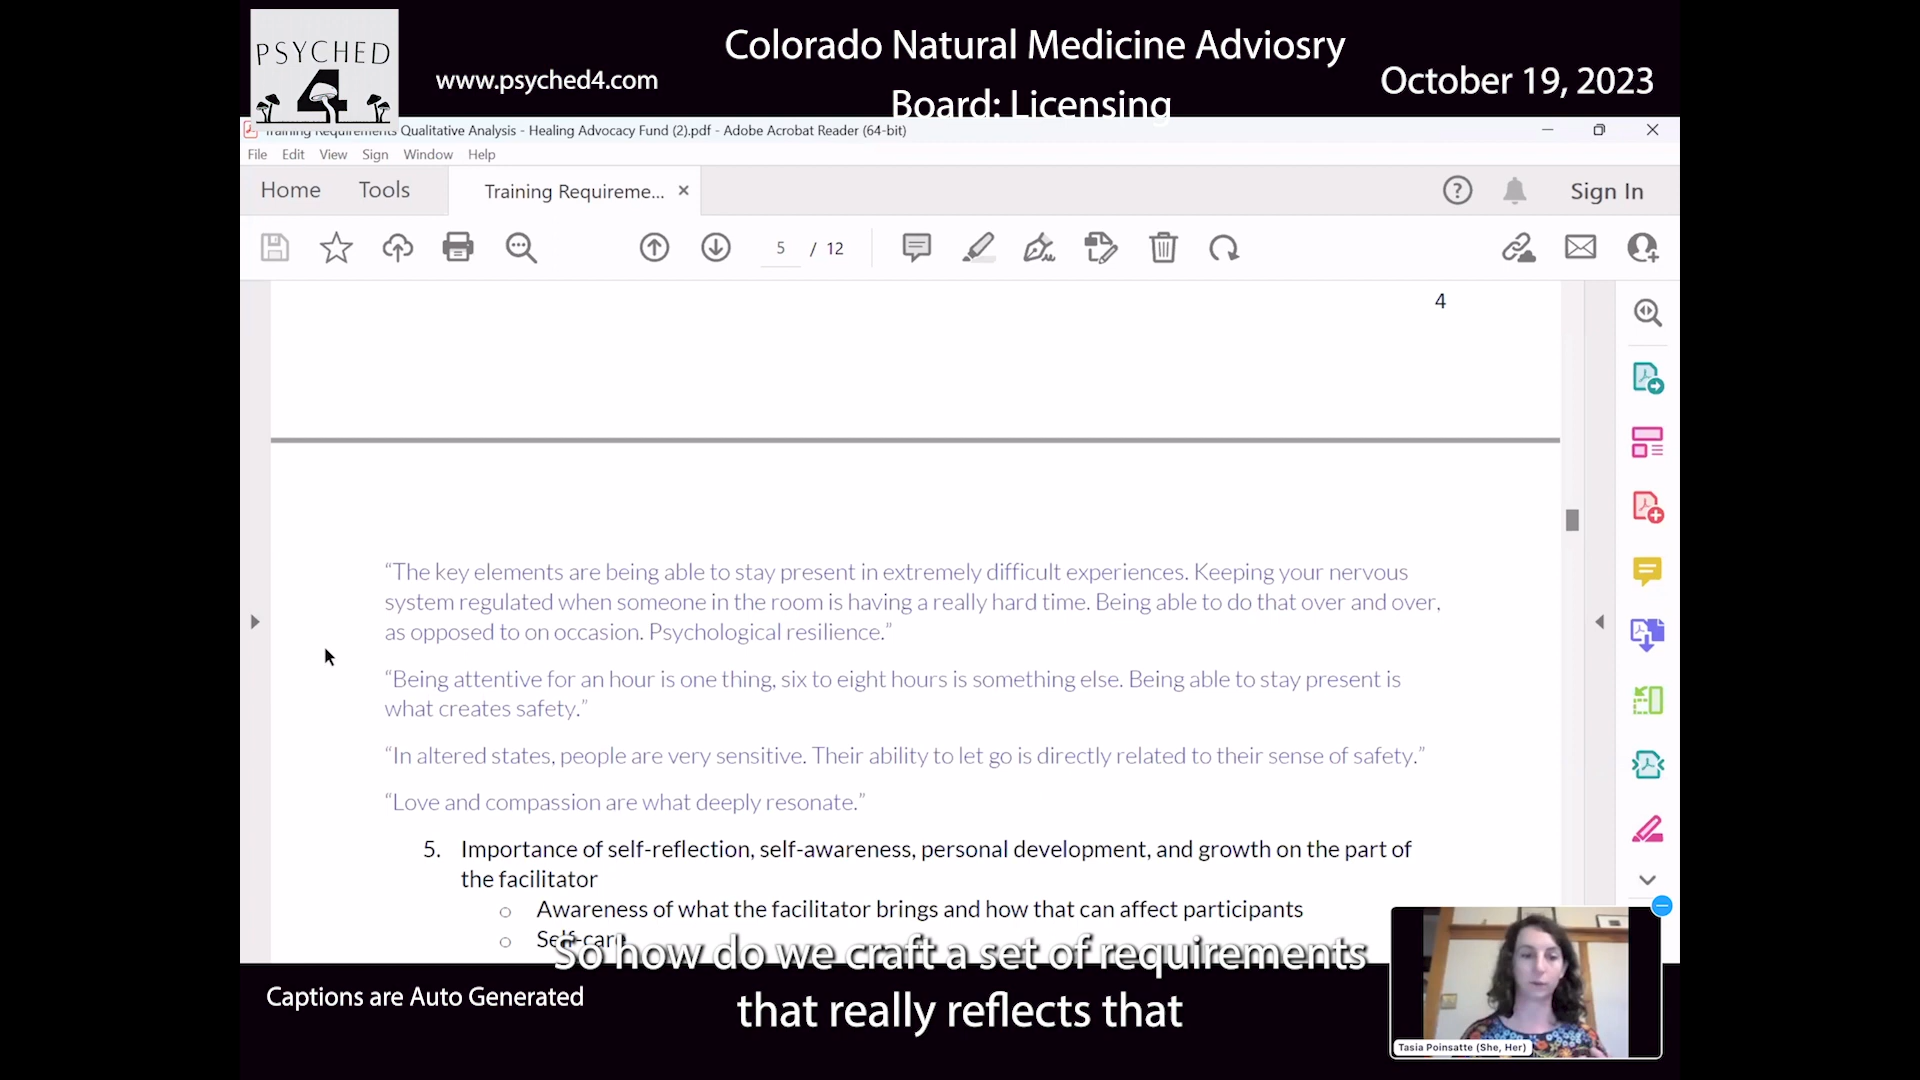 PSYCHED
4
www.psyched4.com
Colorado Natural Medicine Adviosry
Board: Licensing
October 19, 2023
Training Requirements Qualitative Analysis - Healing Advocacy Fund (2).pdf - Adobe Acrobat Reader (64-bit)
File Edit View Sign Window Help
Home Tools Training Requireme... Sign In
5 / 12
4
“The key elements are being able to stay present in extremely difficult experiences. Keeping your nervous
system regulated when someone in the room is having a really hard time. Being able to do that over and over,
as opposed to on occasion. Psychological resilience.”
“Being attentive for an hour is one thing, six to eight hours is something else. Being able to stay present is
what creates safety.”
“In altered states, people are very sensitive. Their ability to let go is directly related to their sense of safety.”
“Love and compassion are what deeply resonate.”
5. Importance of self-reflection, self-awareness, personal development, and growth on the part of
the facilitator
Awareness of what the facilitator brings and how that can affect participants
Self-care
So how do we craft a set of requirements
that really reflects that
Captions are Auto Generated
Tasia Poinsatte (She, Her)